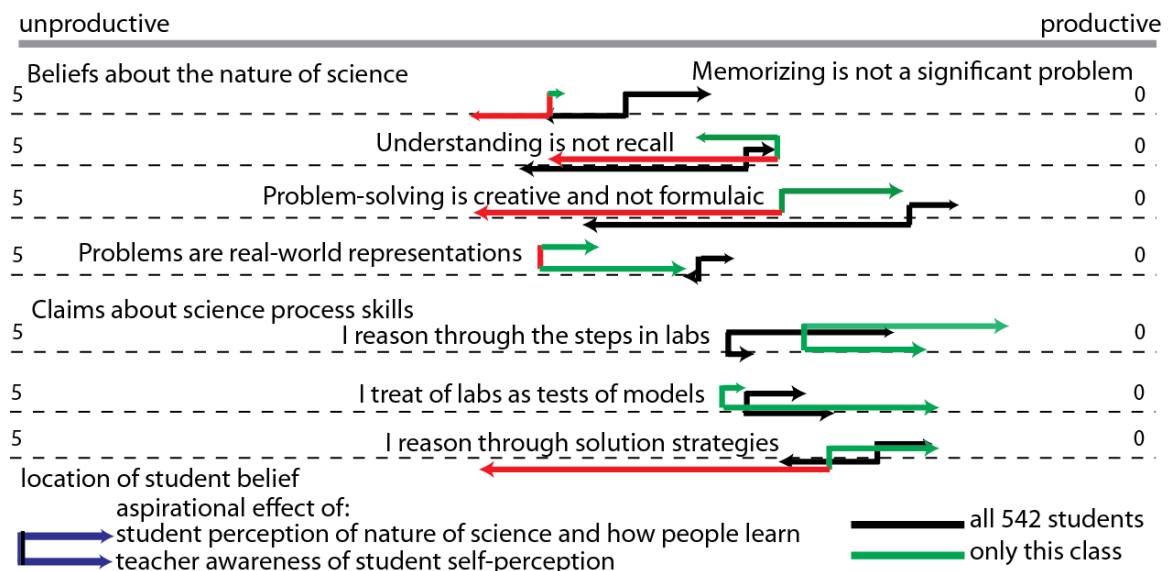 unproductive productive
Beliefs about the nature of science Memorizing is not a significant problem
5 0
Understanding is not recall
5 0
Problem-solving is creative and not formulaic
5 0
Problems are real-world representations
5 0
Claims about science process skills
I reason through the steps in labs
5 0
I treat of labs as tests of models
5 0
I reason through solution strategies
5 0
location of student belief
aspirational effect of:
student perception of nature of science and how people learn
teacher awareness of student self-perception
all 542 students
only this class